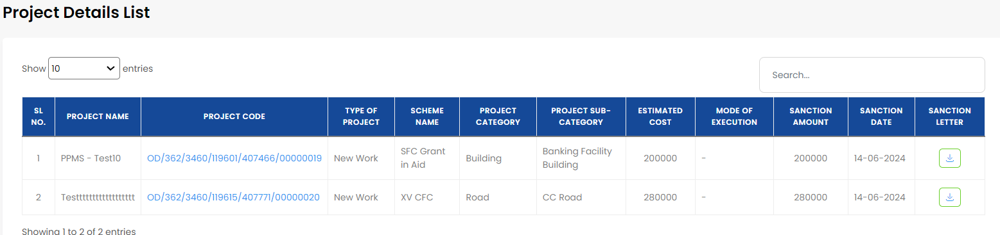 Project Details List
Show 10 entries
Search...
SL NO. PROJECT NAME PROJECT CODE TYPE OF PROJECT SCHEME NAME PROJECT CATEGORY PROJECT SUB-CATEGORY ESTIMATED COST MODE OF EXECUTION SANCTION AMOUNT SANCTION DATE SANCTION LETTER
1 PPMS - Test10 OD/362/3460/119601/407466/00000019 New Work SFC Grant in Aid Building Banking Facility Building 200000 - 200000 14-06-2024
2 Testttttttttttttttttttt OD/362/3460/119615/407771/00000020 New Work XV CFC Road CC Road 280000 - 280000 14-06-2024
Showing 1 to 2 of 2 entries